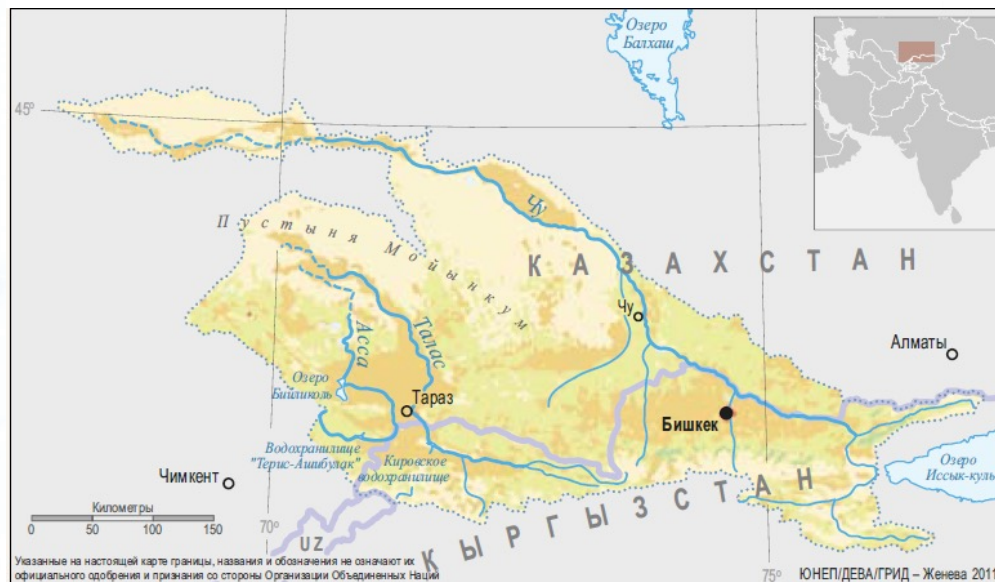 Озеро
Балхаш
45°
Чу
Пустыня Мойынкум
КАЗАХСТАН
Чу
Алматы
Асса
Талас
Озеро
Бийликоль
Тараз
Бишкек
Водохранилище
"Терис-Ашибулак"
Кировское
водохранилище
Озеро
Иссык-куль
Чимкент
КЫРГЫЗСТАН
Километры
0 50 100 150
70°
UZ
75°
Указанные на настоящей карте границы, названия и обозначения не означают их
официального одобрения и признания со стороны Организации Объединенных Наций
ЮНЕП/ДЕВА/ГРИД – Женева 2011